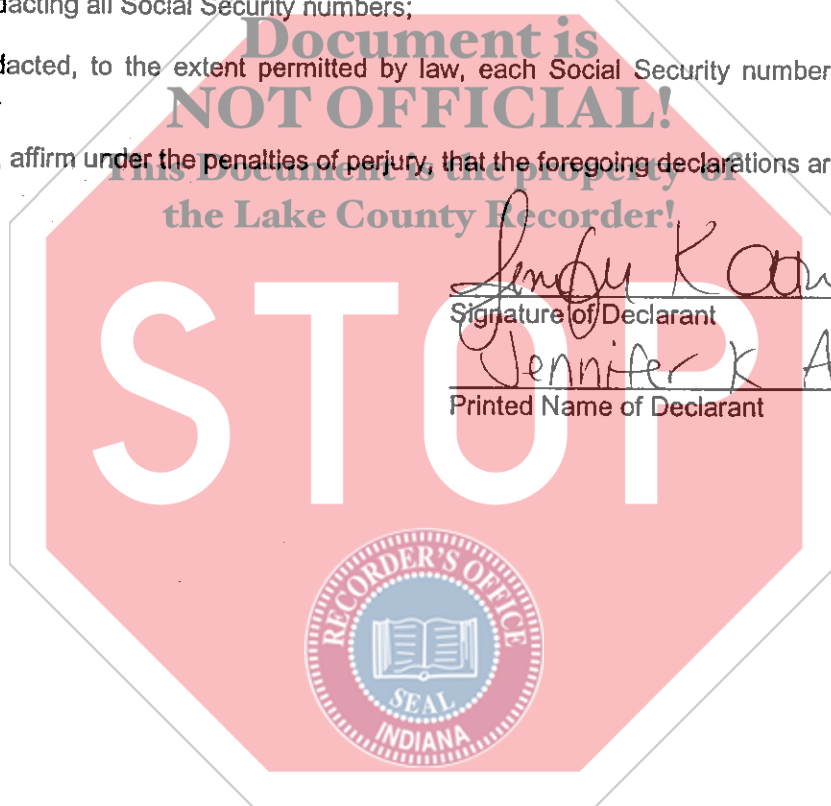 dacting all Social Security numbers;
Document is
dacted, to the extent permitted by law, each Social Security number
NOT OFFICIAL!
affirm under the penalties of perjury, that the foregoing declarations ar
This Document is the property of
the Lake County Recorder!
K
Signature of Declarant
Jennifer K A
Printed Name of Declarant
STOP
RECORDER'S OFFICE
SEAL
INDIANA